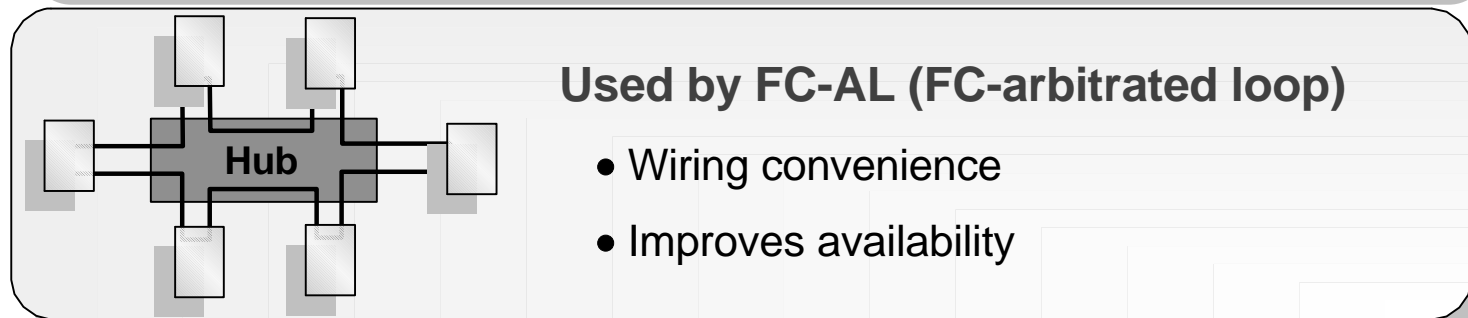 Used by FC-AL (FC-arbitrated loop)
Hub
• Wiring convenience
• Improves availability